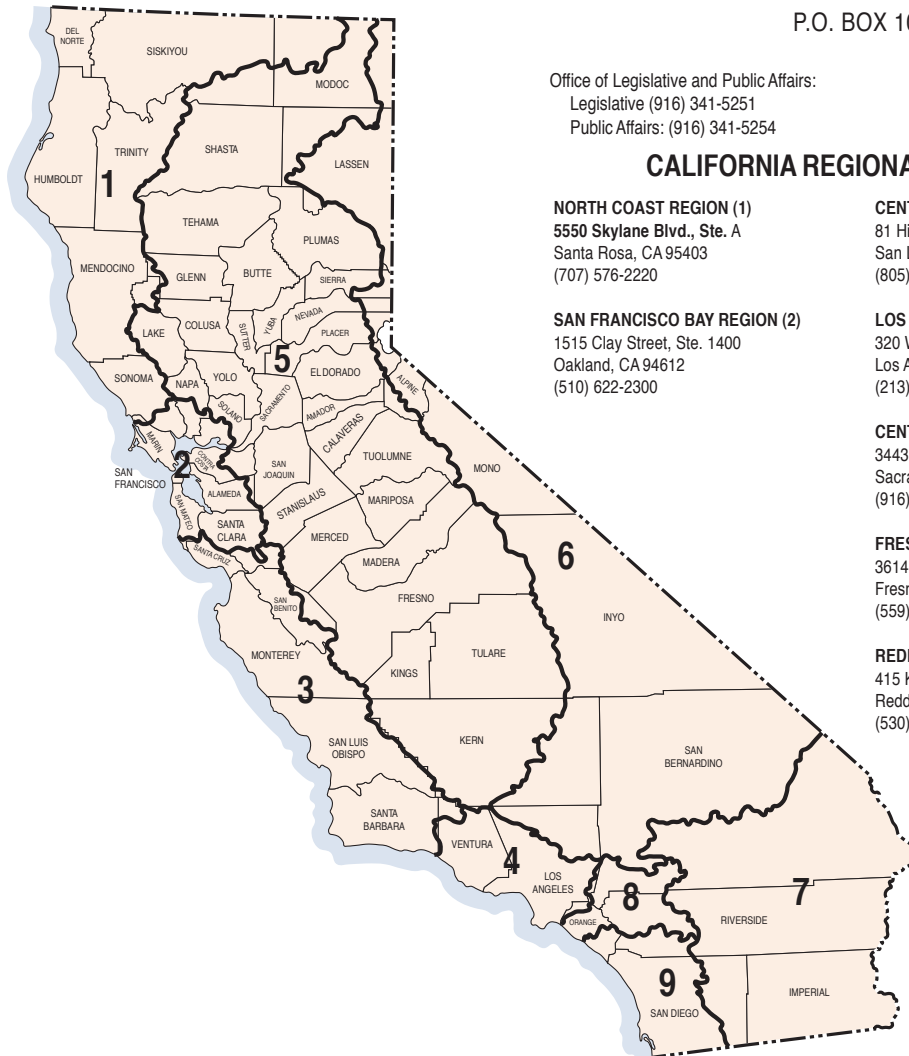 P.O. BOX 10
Office of Legislative and Public Affairs:
Legislative (916) 341-5251
Public Affairs: (916) 341-5254
CALIFORNIA REGIONA
NORTH COAST REGION (1)
5550 Skylane Blvd., Ste. A
Santa Rosa, CA 95403
(707) 576-2220
SAN FRANCISCO BAY REGION (2)
1515 Clay Street, Ste. 1400
Oakland, CA 94612
(510) 622-2300
CENT
81 Hi
San
(805)
LOS
320 W
Los A
(213)
CENT
3443
Sacra
(916)
FRES
3614
Fresn
(559)
REDD
415 K
Redd
(530)
DEL
NORTE
SISKIYOU
MODOC
HUMBOLDT
TRINITY
1
SHASTA
LASSEN
TEHAMA
PLUMAS
MENDOCINO
GLENN
BUTTE
SIERRA
LAKE
COLUSA
SUTTER
YUBA
NEVADA
PLACER
5
SONOMA
NAPA
YOLO
EL DORADO
ALPINE
SOLANO
SACRAMENTO
AMADOR
CALAVERAS
MARIN
2
CONTRA
COSTA
SAN
JOAQUIN
TUOLUMNE
MONO
SAN
FRANCISCO
ALAMEDA
STANISLAUS
MARIPOSA
SAN MATEO
SANTA
CLARA
MERCED
SANTA CRUZ
MADERA
6
SAN
BENITO
FRESNO
INYO
MONTEREY
3
KINGS
TULARE
SAN LUIS
OBISPO
KERN
SAN
BERNARDINO
SANTA
BARBARA
VENTURA
4
LOS
ANGELES
8
7
ORANGE
RIVERSIDE
9
SAN DIEGO
IMPERIAL